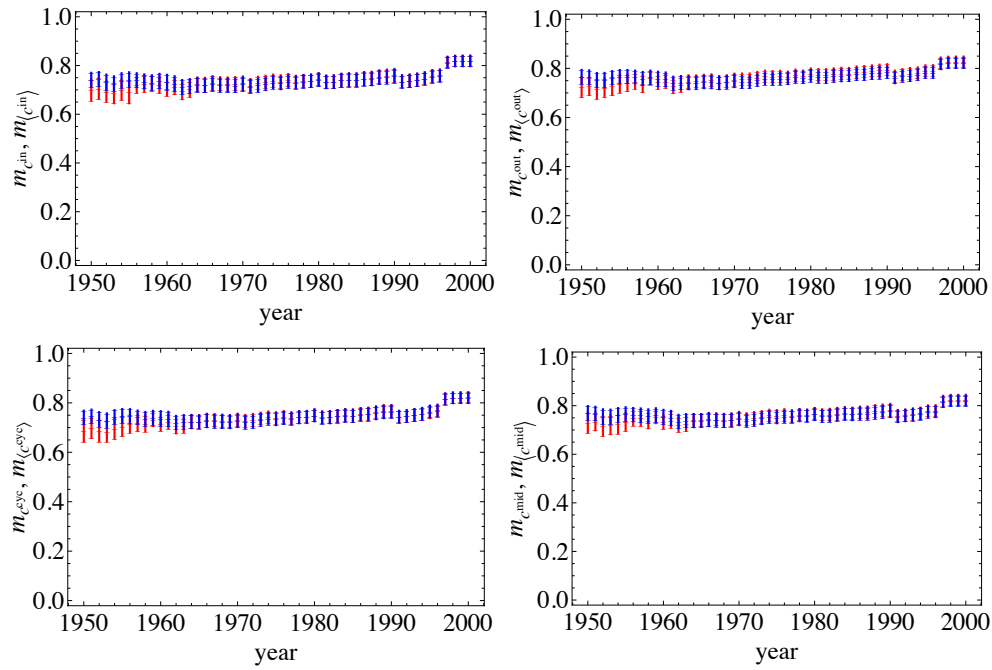 1.0
0.8
0.6
0.4
0.2
0.0
m_{c^{in}}, m_{⟨c^{in}⟩}
1950 1960 1970 1980 1990 2000
year
1.0
0.8
0.6
0.4
0.2
0.0
m_{c^{out}}, m_{⟨c^{out}⟩}
1950 1960 1970 1980 1990 2000
year
1.0
0.8
0.6
0.4
0.2
0.0
m_{c^{cyc}}, m_{⟨c^{cyc}⟩}
1950 1960 1970 1980 1990 2000
year
1.0
0.8
0.6
0.4
0.2
0.0
m_{c^{mid}}, m_{⟨c^{mid}⟩}
1950 1960 1970 1980 1990 2000
year